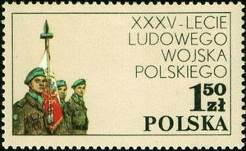 XXXV-LECIE
LUDOWEGO
WOJSKA
POLSKIEGO
1 50
zł
POLSKA